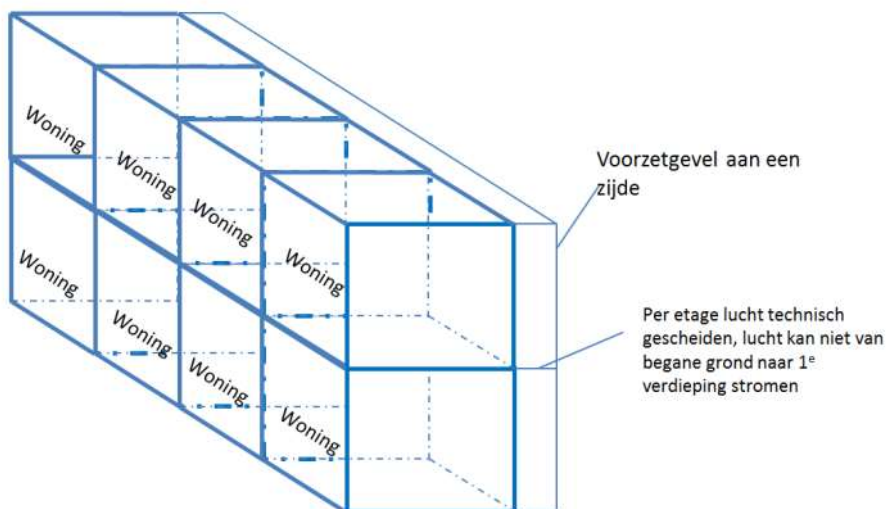 Woning
Woning
Woning
Woning
Woning
Woning
Woning
Woning
Voorzetgevel aan een
zijde
Per etage lucht technisch
gescheiden, lucht kan niet van
begane grond naar 1e
verdieping stromen